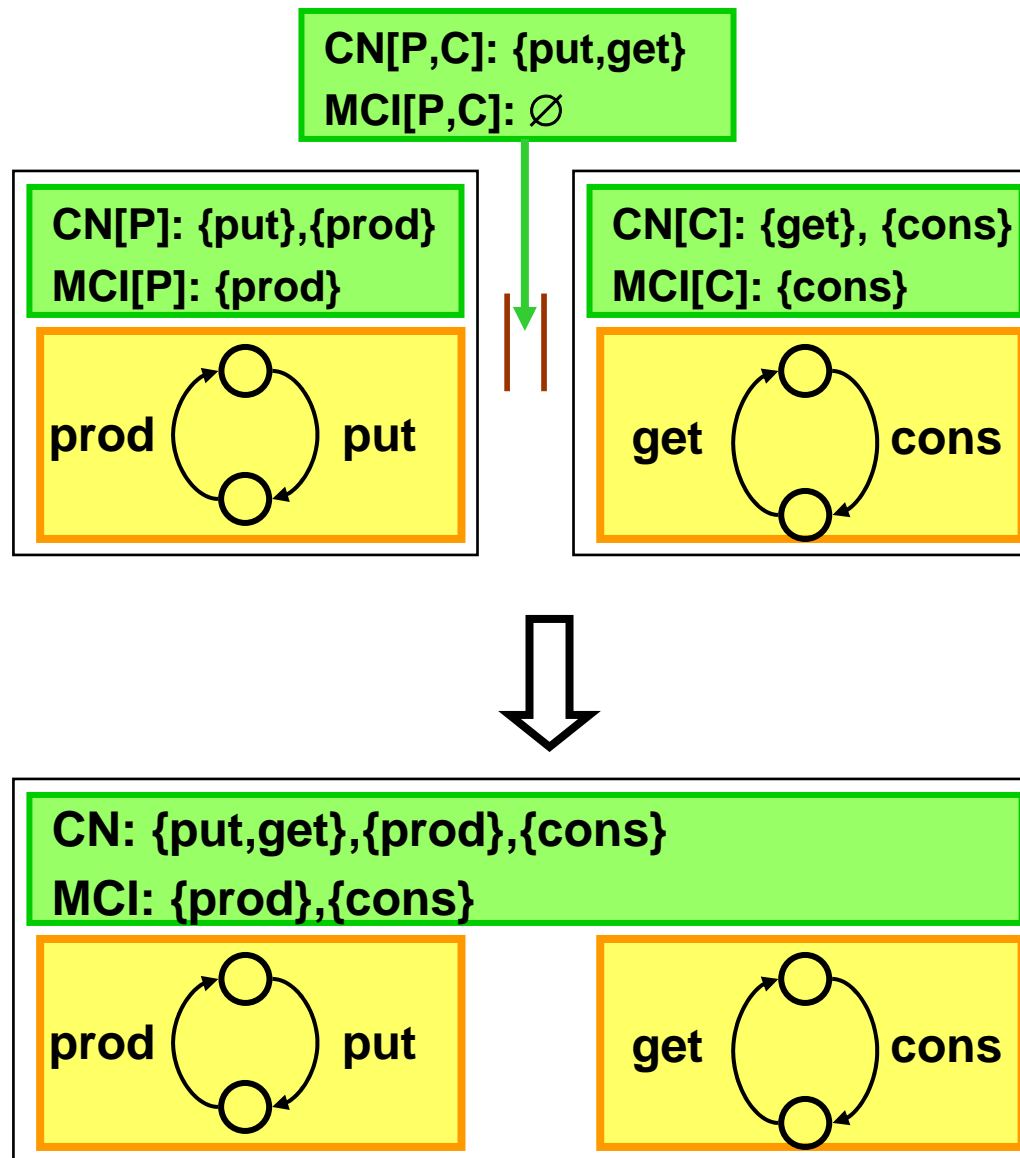 CN[P,C]: {put,get}
MCI[P,C]: ∅
CN[P]: {put},{prod}
MCI[P]: {prod}
CN[C]: {get}, {cons}
MCI[C]: {cons}
prod put
get cons
CN: {put,get},{prod},{cons}
MCI: {prod},{cons}
prod put
get cons